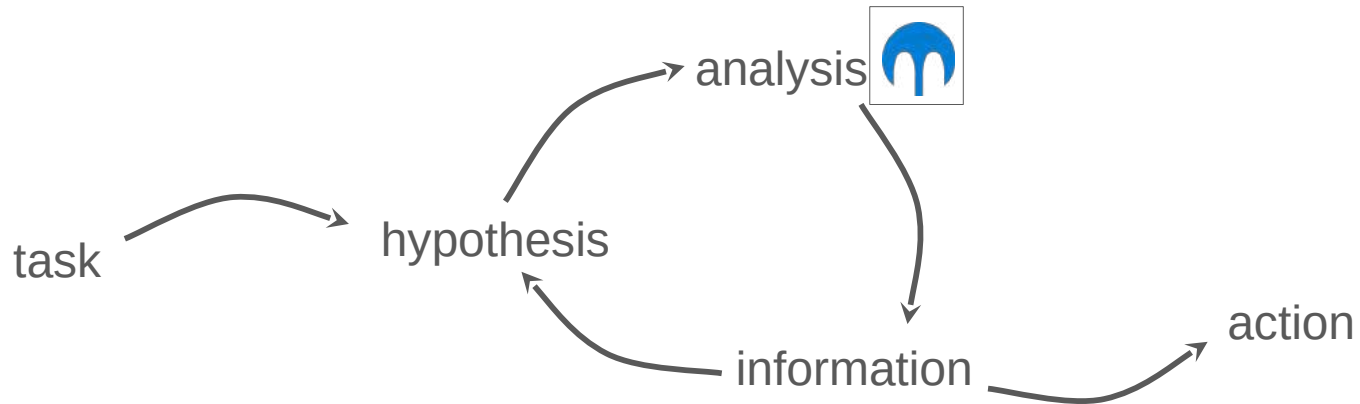 analysis
hypothesis
task
action
information